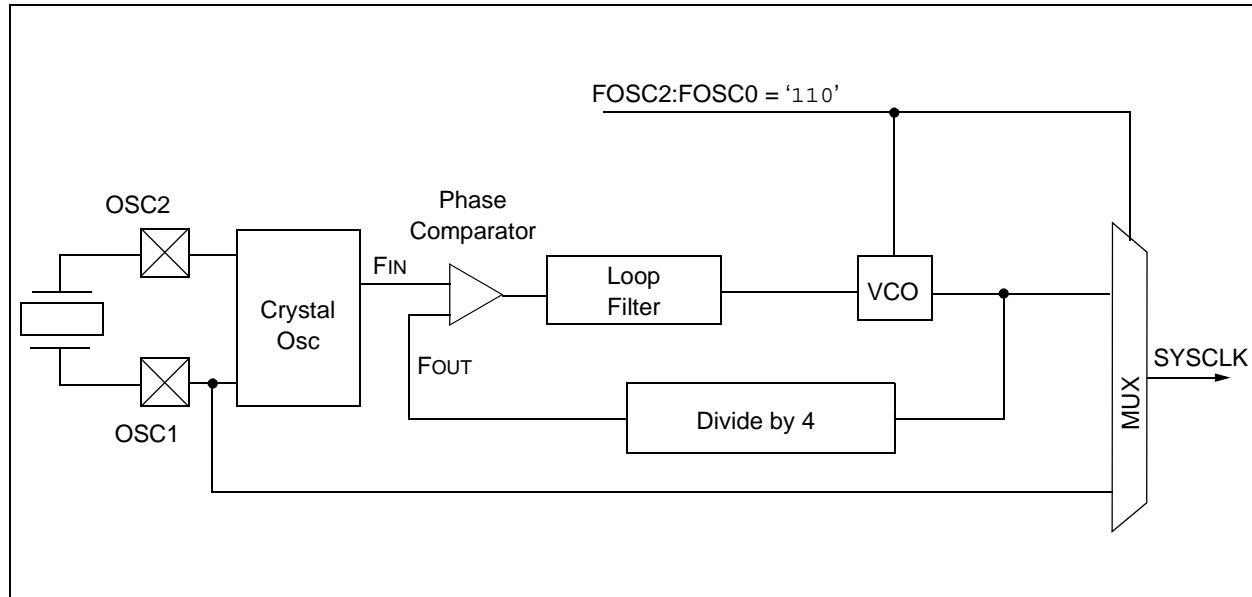 FOSC2:FOSC0 = ‘110’
OSC2
Phase
Comparator
FIN
Crystal
Osc
Loop
Filter
VCO
FOUT
Divide by 4
OSC1
MUX
SYSCLK